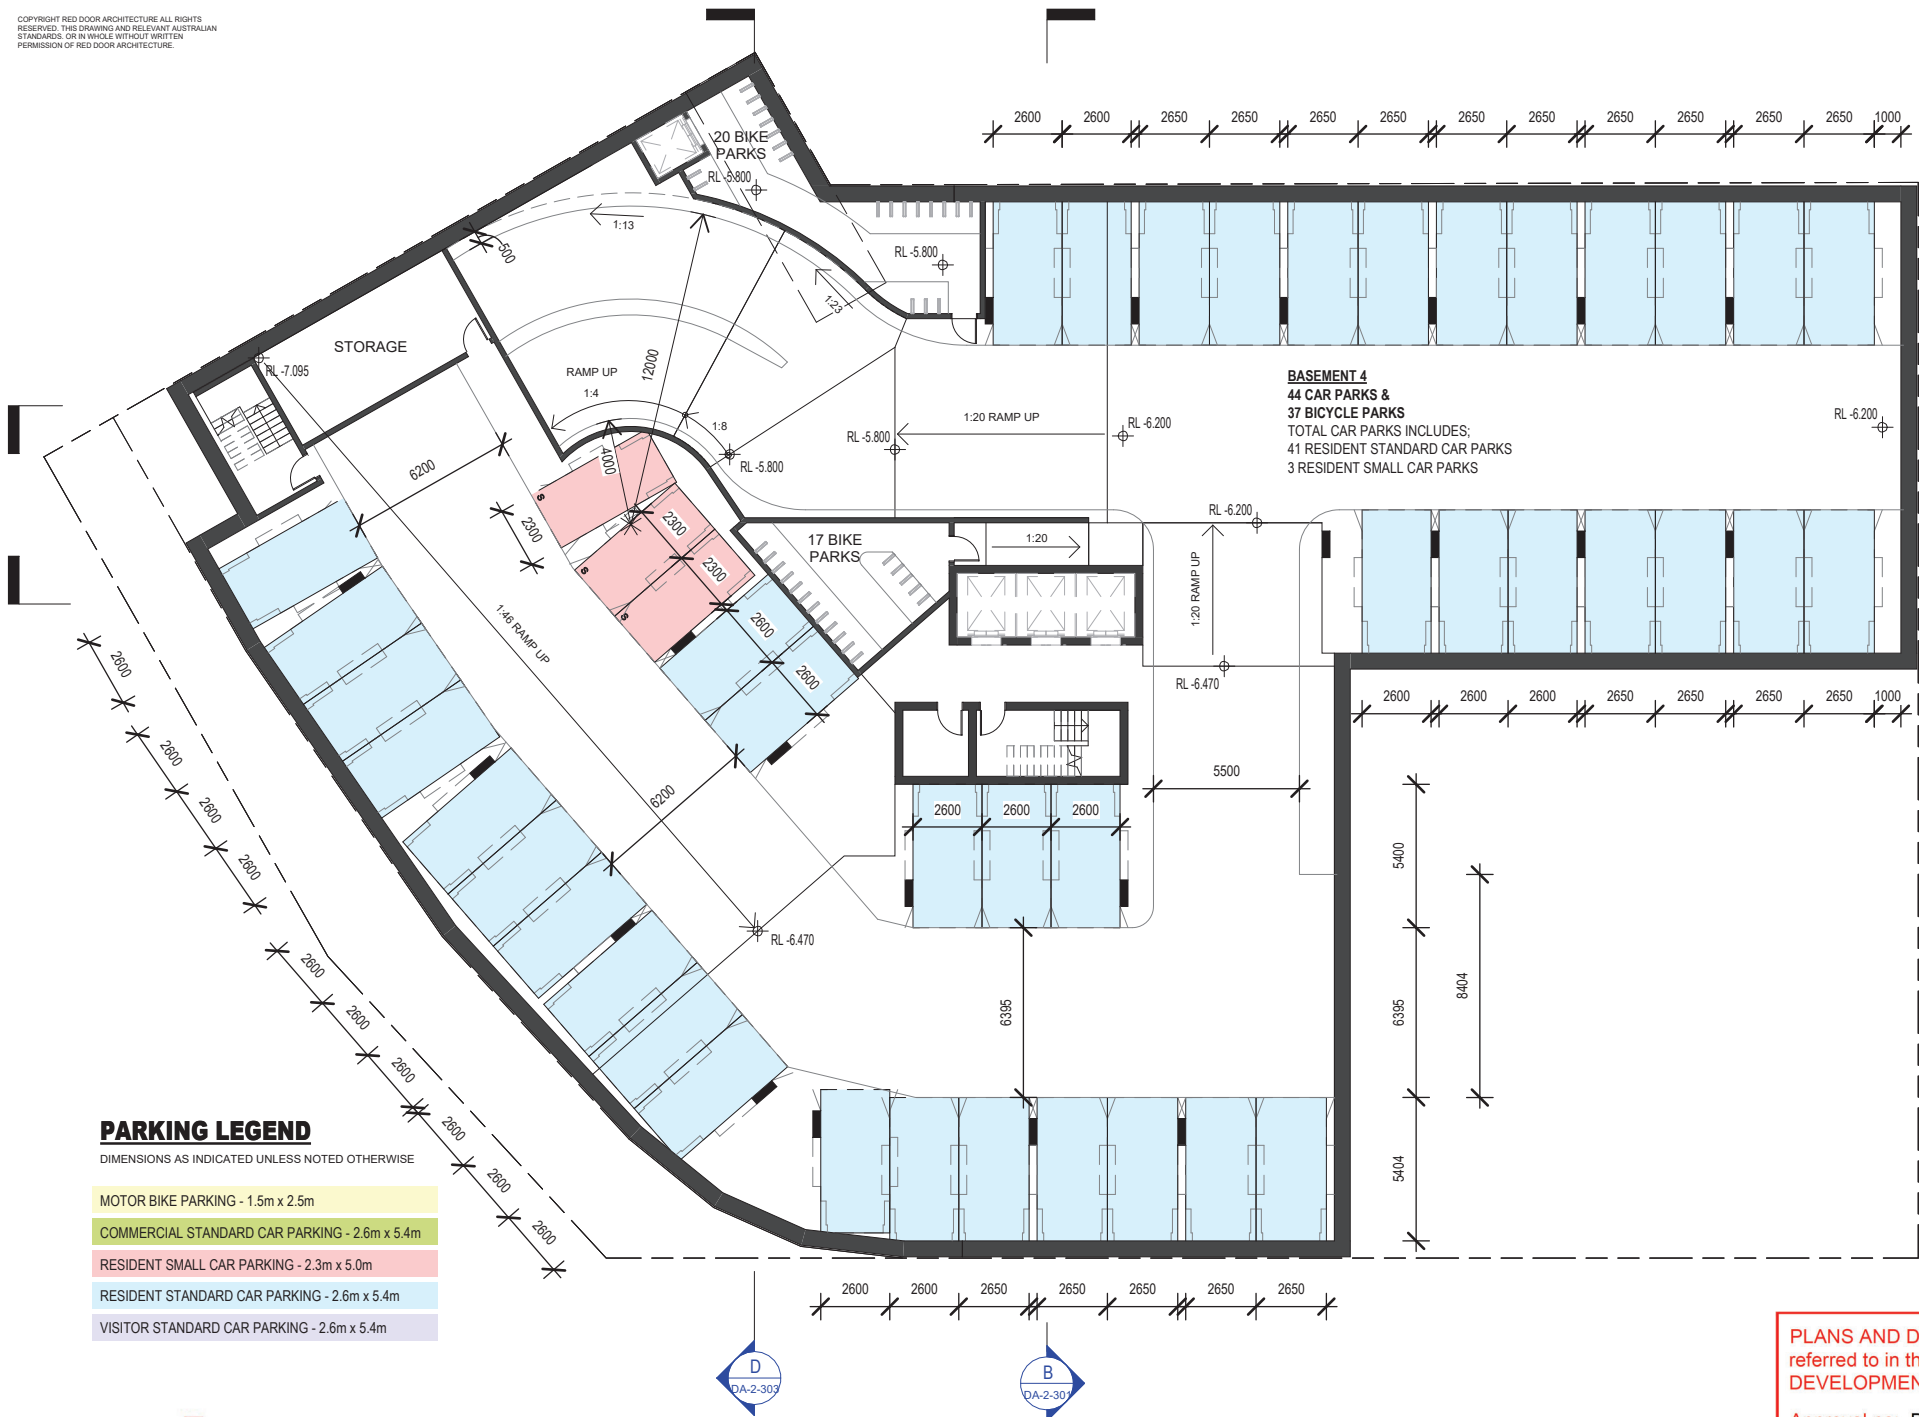 COPYRIGHT RED DOOR ARCHITECTURE ALL RIGHTS
RESERVED. THIS DRAWING AND RELEVANT AUSTRALIAN
STANDARDS. OR IN WHOLE WITHOUT WRITTEN
PERMISSION OF RED DOOR ARCHITECTURE.
2600 2600 2650 2650 2650 2650 2650 2650 2650 2650 2650 2650 1000
20 BIKE
PARKS
RL -5.800
1:13
500
RL -5.800
1:23
STORAGE
RL -7.095
12000
RAMP UP
1:4
1:8
4000
RL -5.800
1:20 RAMP UP
RL -5.800
RL -6.200
BASEMENT 4
44 CAR PARKS &
37 BICYCLE PARKS
TOTAL CAR PARKS INCLUDES;
41 RESIDENT STANDARD CAR PARKS
3 RESIDENT SMALL CAR PARKS
RL -6.200
6200
2300
S
S
S
2300
2300
2600
2600
17 BIKE
PARKS
1:20
RL -6.200
1:20 RAMP UP
RL -6.470
1:46 RAMP UP
2600
2600
2600
2600
2600 2600 2600 2650 2650 2650 2650 1000
6200
5500
2600 2600 2600
5400
8404
6395
6395
5404
RL -6.470
2600
2600
2600
2600
2600
2600
PARKING LEGEND
DIMENSIONS AS INDICATED UNLESS NOTED OTHERWISE
MOTOR BIKE PARKING - 1.5m x 2.5m
COMMERCIAL STANDARD CAR PARKING - 2.6m x 5.4m
RESIDENT SMALL CAR PARKING - 2.3m x 5.0m
RESIDENT STANDARD CAR PARKING - 2.6m x 5.4m
VISITOR STANDARD CAR PARKING - 2.6m x 5.4m
2600 2600 2650 2650 2650 2650 2650
D
DA-2-303
B
DA-2-301
PLANS AND D
referred to in th
DEVELOPMEN